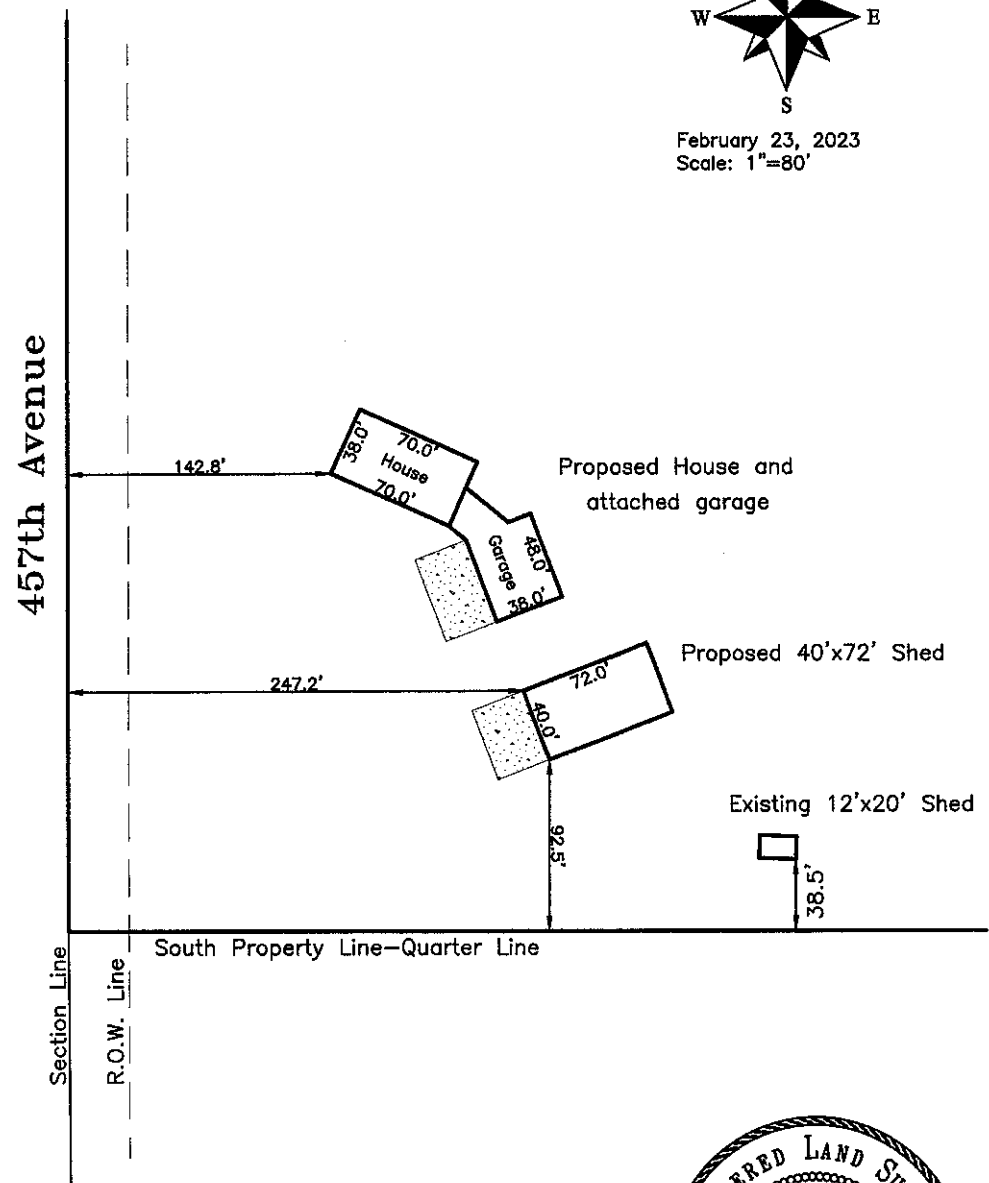 W E
S
February 23, 2023
Scale: 1"=80'
457th Avenue
142.8'
38.0'
70.0'
House
70.0'
Proposed House and
attached garage
Garage
48.0'
38.0'
Proposed 40'x72' Shed
247.2'
72.0'
40.0'
Existing 12'x20' Shed
92.5'
38.5'
South Property Line-Quarter Line
Section Line
R.O.W. Line
ERED LAND SU